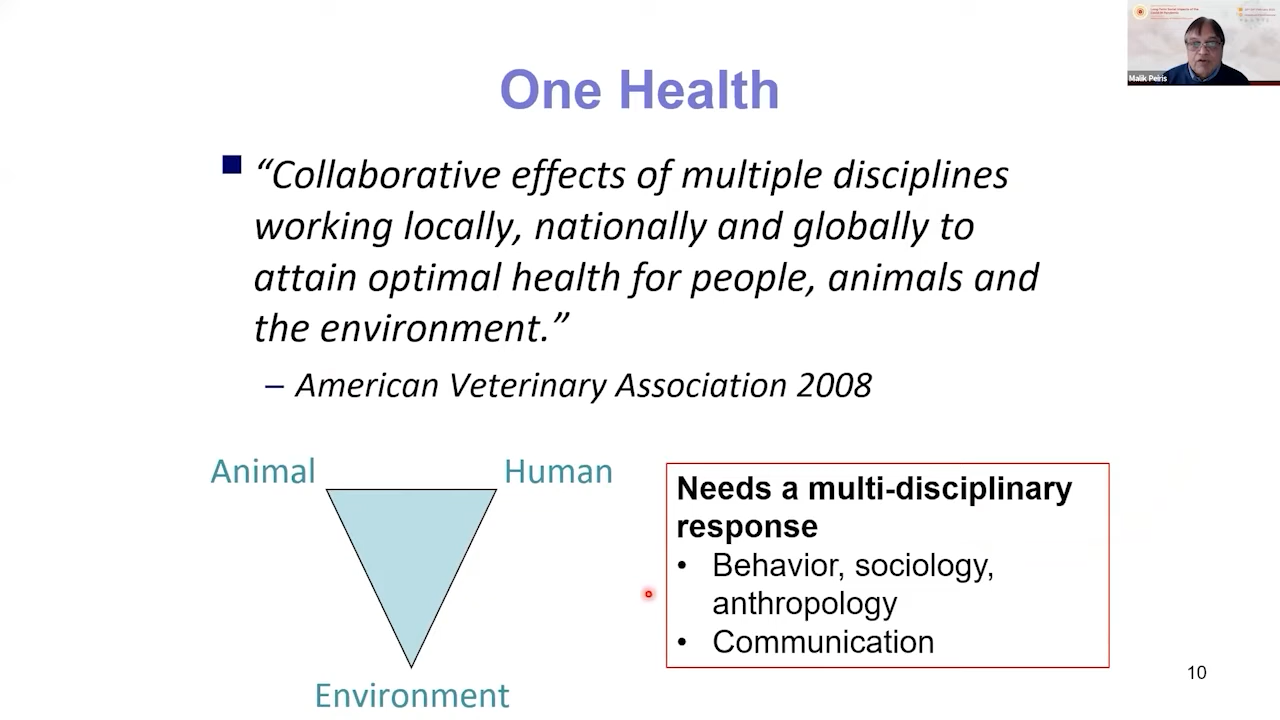 One Health
“Collaborative effects of multiple disciplines
working locally, nationally and globally to
attain optimal health for people, animals and
the environment.”
– American Veterinary Association 2008
Animal
Human
Environment
Needs a multi-disciplinary
response
• Behavior, sociology,
anthropology
• Communication
10
Malik Peiris